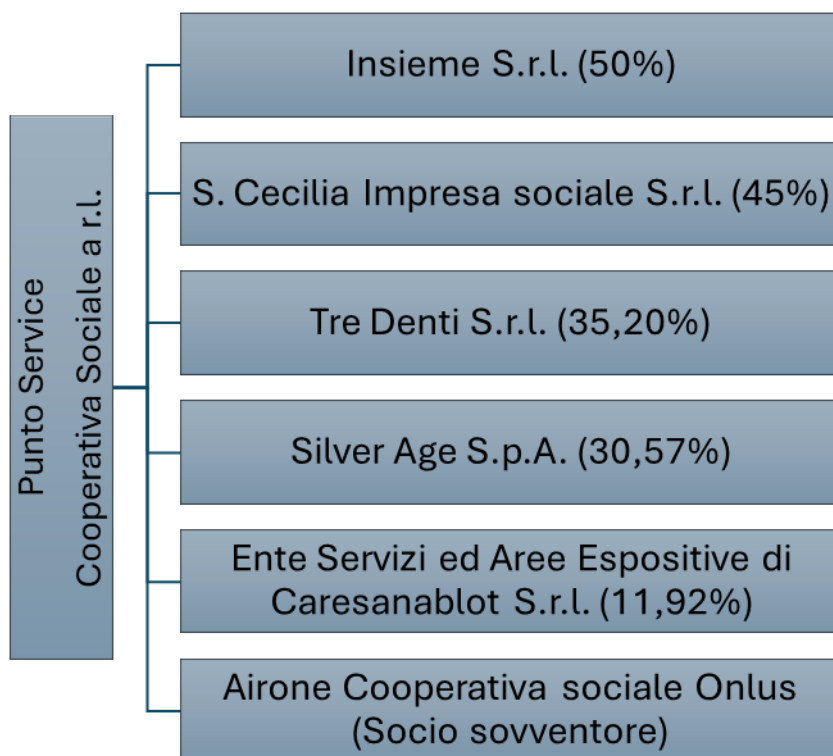 Punto Service
Cooperativa Sociale a r.l.
Insieme S.r.l. (50%)
S. Cecilia Impresa sociale S.r.l. (45%)
Tre Denti S.r.l. (35,20%)
Silver Age S.p.A. (30,57%)
Ente Servizi ed Aree Espositive di
Caresanablot S.r.l. (11,92%)
Airone Cooperativa sociale Onlus
(Socio sovventore)